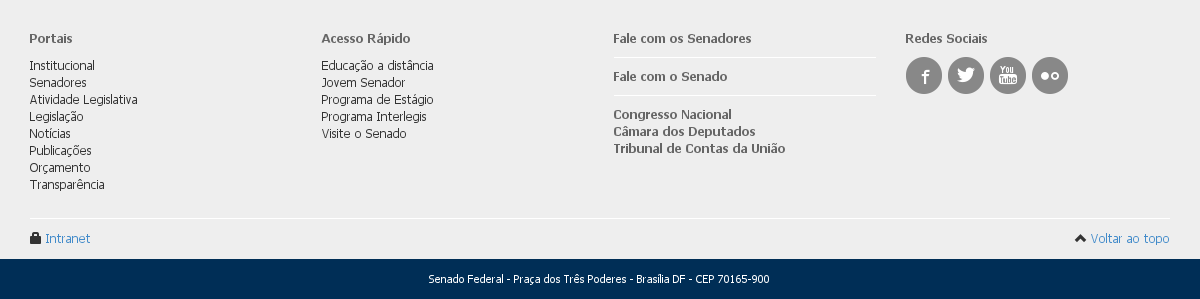 Portais
Institucional
Senadores
Atividade Legislativa
Legislação
Notícias
Publicações
Orçamento
Transparência
Acesso Rápido
Educação a distância
Jovem Senador
Programa de Estágio
Programa Interlegis
Visite o Senado
Fale com os Senadores
Fale com o Senado
Congresso Nacional
Câmara dos Deputados
Tribunal de Contas da União
Redes Sociais
f
You
Tube
Intranet
Voltar ao topo
Senado Federal - Praça dos Três Poderes - Brasília DF - CEP 70165-900